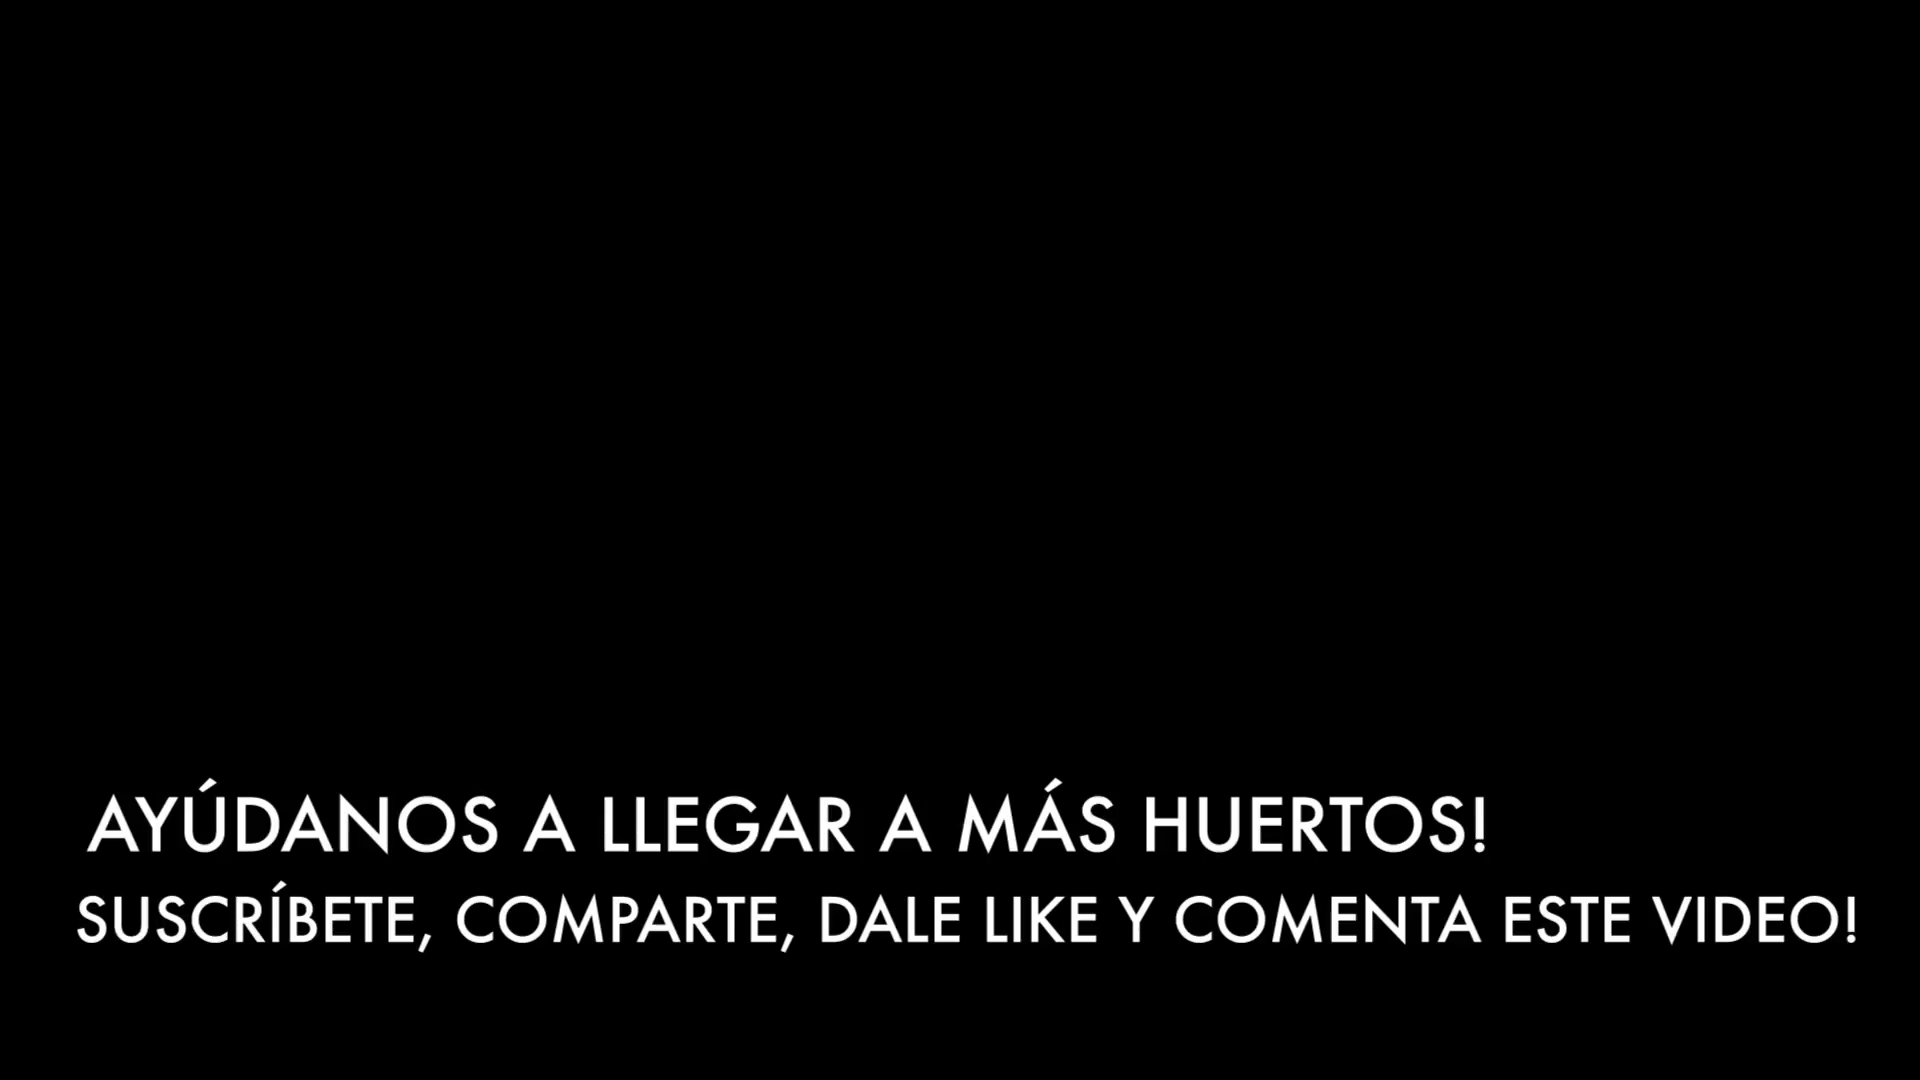 AYÚDANOS A LLEGAR A MÁS HUERTOS!
SUSCRÍBETE, COMPARTE, DALE LIKE Y COMENTA ESTE VIDEO!